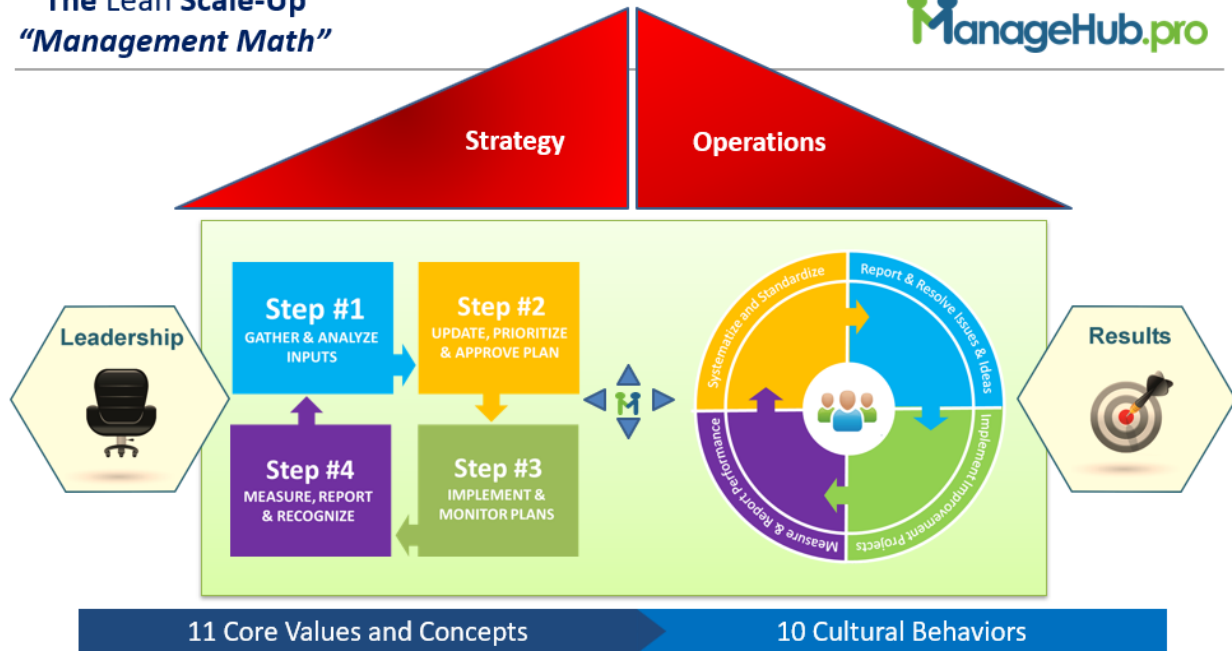 The Lean Scale-Up
“Management Math”
ManageHub.pro
Strategy
Operations
Leadership
Step #1
GATHER & ANALYZE
INPUTS
Step #2
UPDATE, PRIORITIZE
& APPROVE PLAN
Step #4
MEASURE, REPORT
& RECOGNIZE
Step #3
IMPLEMENT &
MONITOR PLANS
Systematize and Standardize
Report & Resolve Issues & Ideas
Measure & Report Performance
Implement Improvement Projects
Results
11 Core Values and Concepts
10 Cultural Behaviors